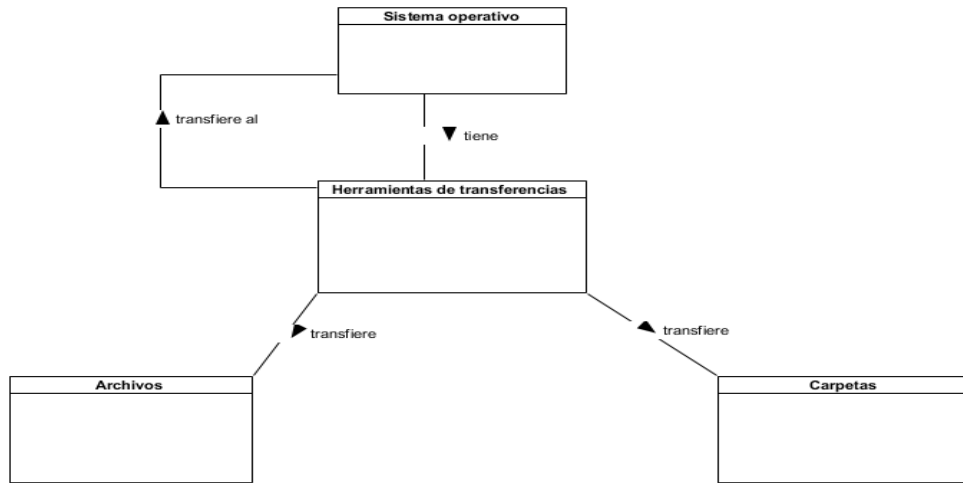 Sistema operativo
transfiere al
tiene
Herramientas de transferencias
transfiere
transfiere
Archivos
Carpetas